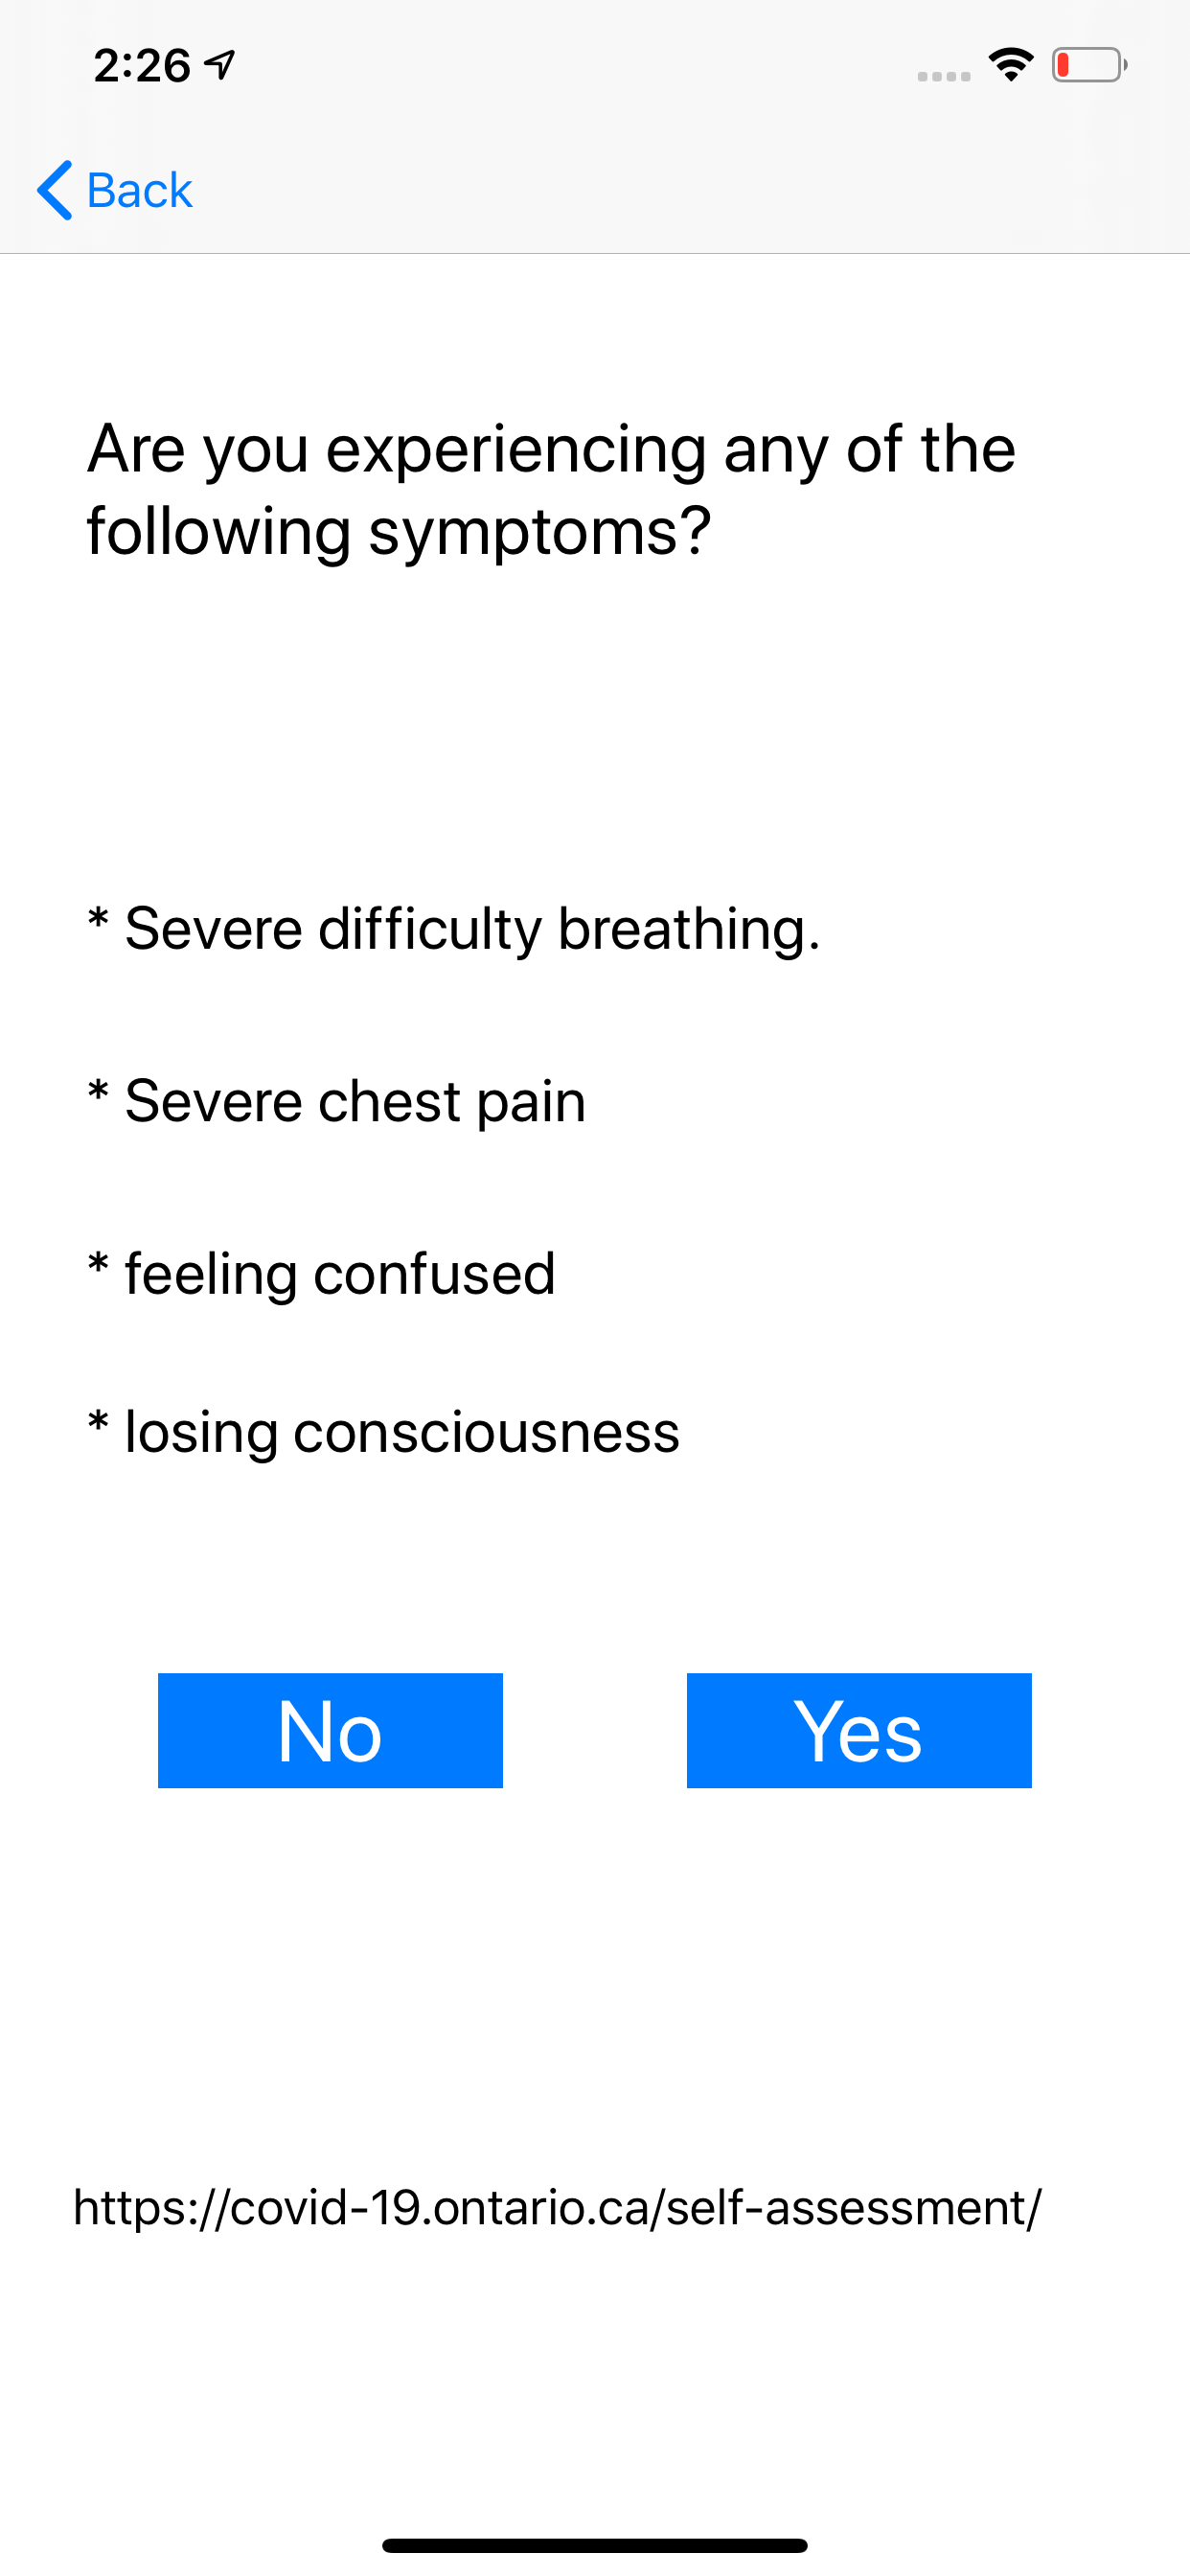 2:26
Back
Are you experiencing any of the
following symptoms?
* Severe difficulty breathing.
* Severe chest pain
* feeling confused
* losing consciousness
No
Yes
https://covid-19.ontario.ca/self-assessment/